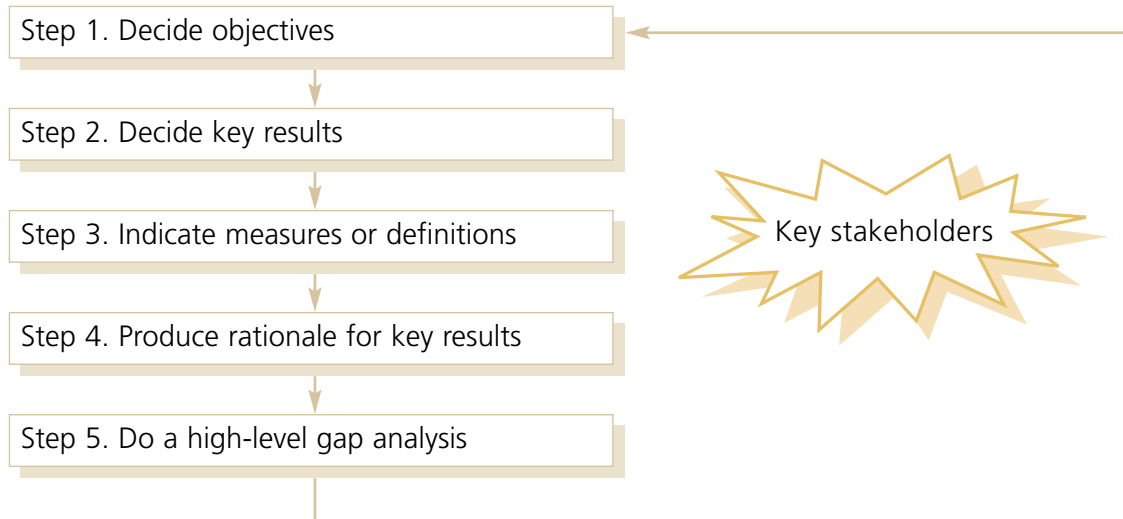 Step 1. Decide objectives
Step 2. Decide key results
Step 3. Indicate measures or definitions
Step 4. Produce rationale for key results
Step 5. Do a high-level gap analysis
Key stakeholders